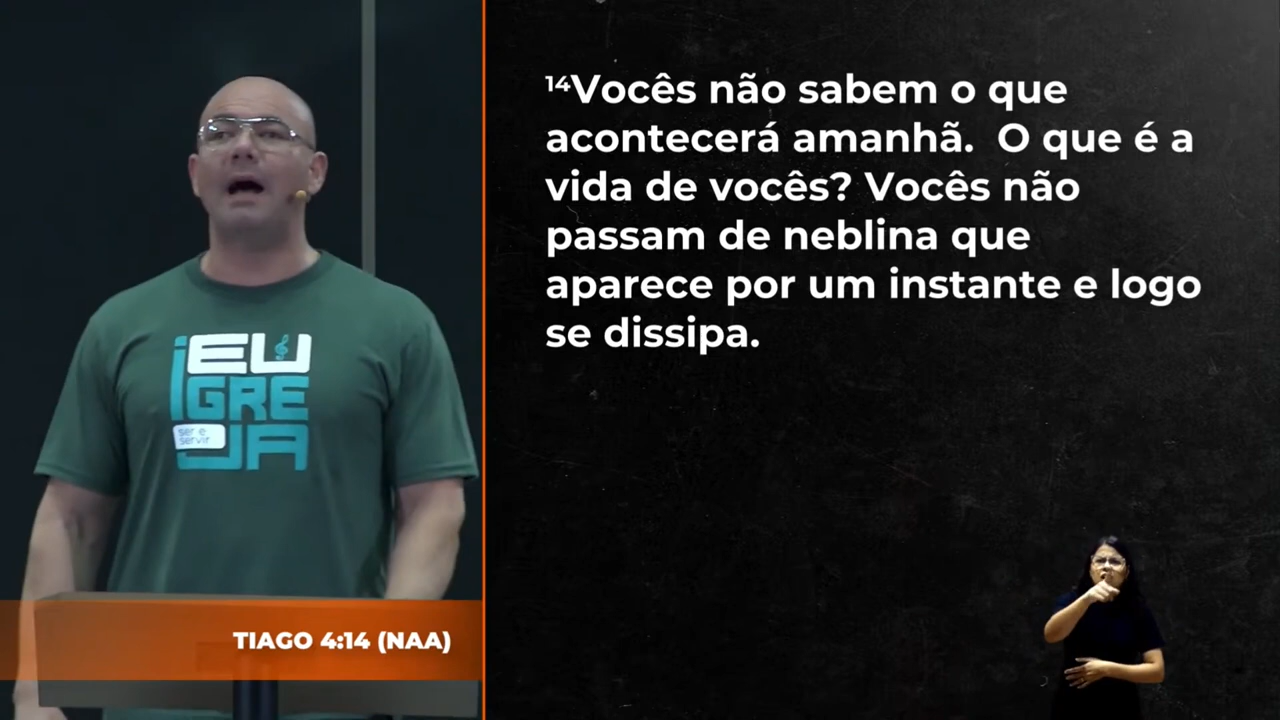 EU
IGRE
ser e
servir
JA
TIAGO 4:14 (NAA)
¹⁴Vocês não sabem o que
acontecerá amanhã.  O que é a
vida de vocês? Vocês não
passam de neblina que
aparece por um instante e logo
se dissipa.